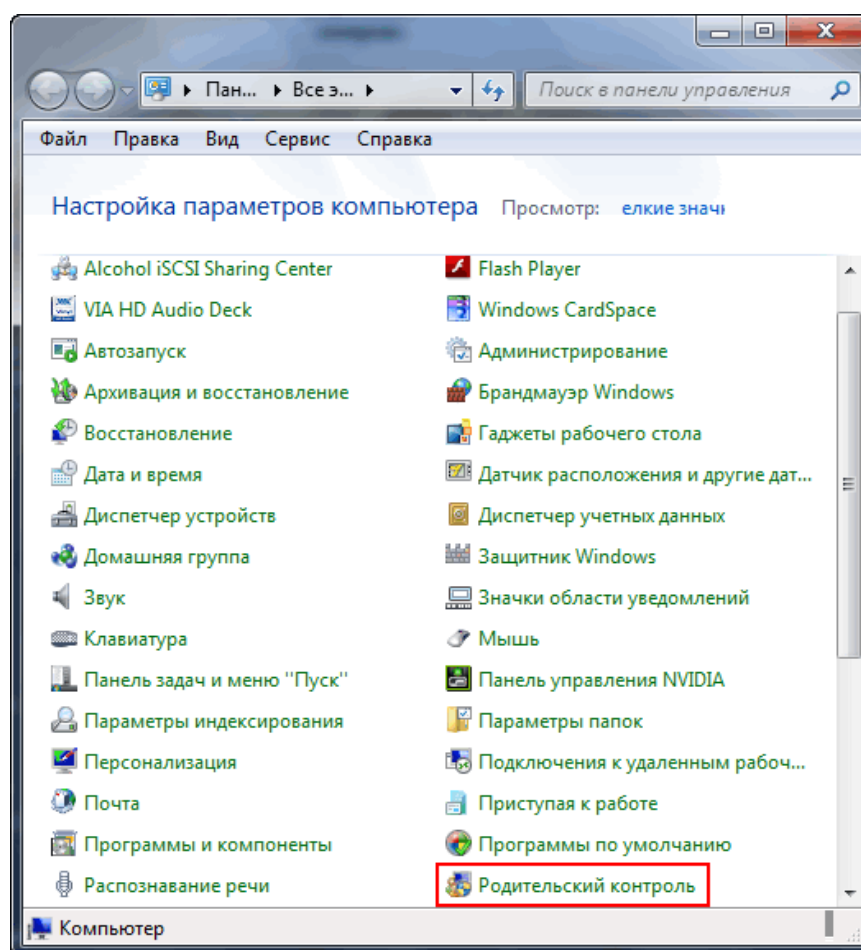 Пан... Все э... Поиск в панели управления
Файл Правка Вид Сервис Справка
Настройка параметров компьютера Просмотр: елкие знач
Alcohol iSCSI Sharing Center Flash Player
VIA HD Audio Deck Windows CardSpace
Автозапуск Администрирование
Архивация и восстановление Брандмауэр Windows
Восстановление Гаджеты рабочего стола
Дата и время Датчик расположения и другие дат...
Диспетчер устройств Диспетчер учетных данных
Домашняя группа Защитник Windows
Звук Значки области уведомлений
Клавиатура Мышь
Панель задач и меню "Пуск" Панель управления NVIDIA
Параметры индексирования Параметры папок
Персонализация Подключения к удаленным рабоч...
Почта Приступая к работе
Программы и компоненты Программы по умолчанию
Распознавание речи Родительский контроль
Компьютер